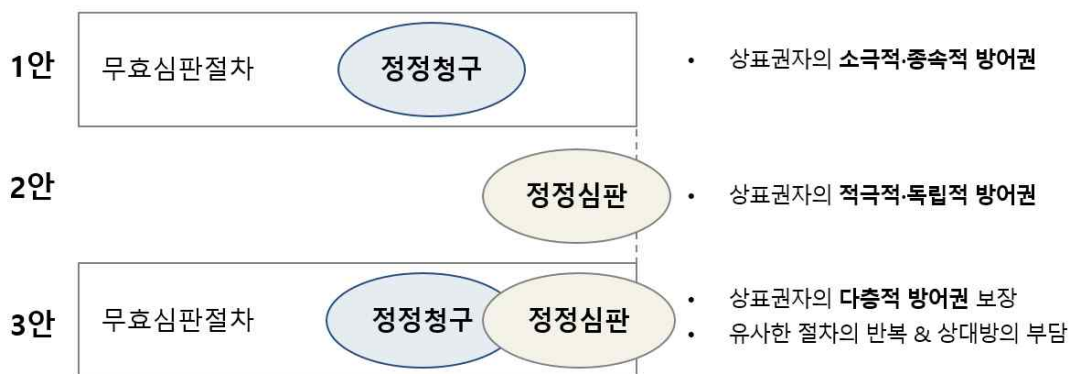 1안 무효심판절차 정정청구 • 상표권자의 소극적·종속적 방어권
2안 정정심판 • 상표권자의 적극적·독립적 방어권
3안 무효심판절차 정정청구 정정심판 • 상표권자의 다층적 방어권 보장
• 유사한 절차의 반복 & 상대방의 부담